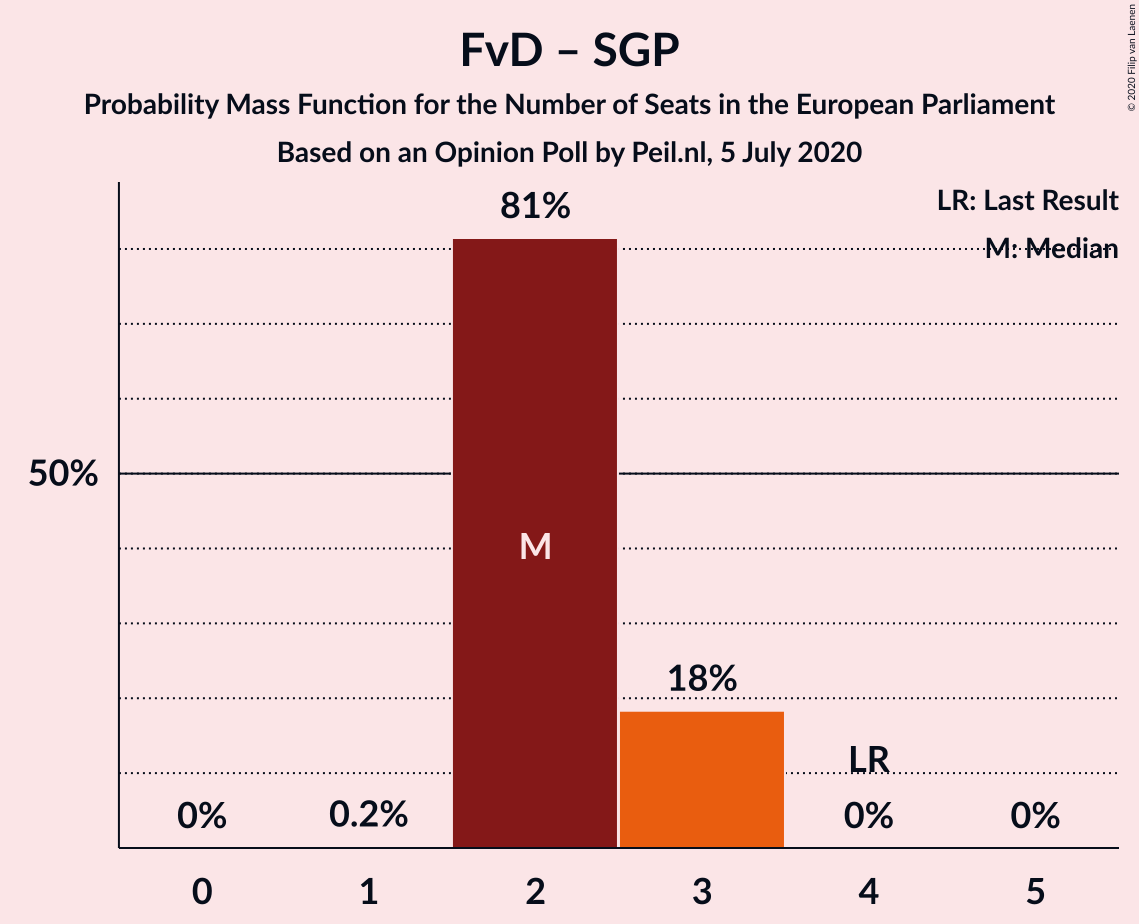 FvD – SGP
Probability Mass Function for the Number of Seats in the European Parliament
Based on an Opinion Poll by Peil.nl, 5 July 2020
© 2020 Filip van Laenen
LR: Last Result
M: Median
81%
50%
M
18%
LR
0%
0.2%
0%
0%
0
1
2
3
4
5